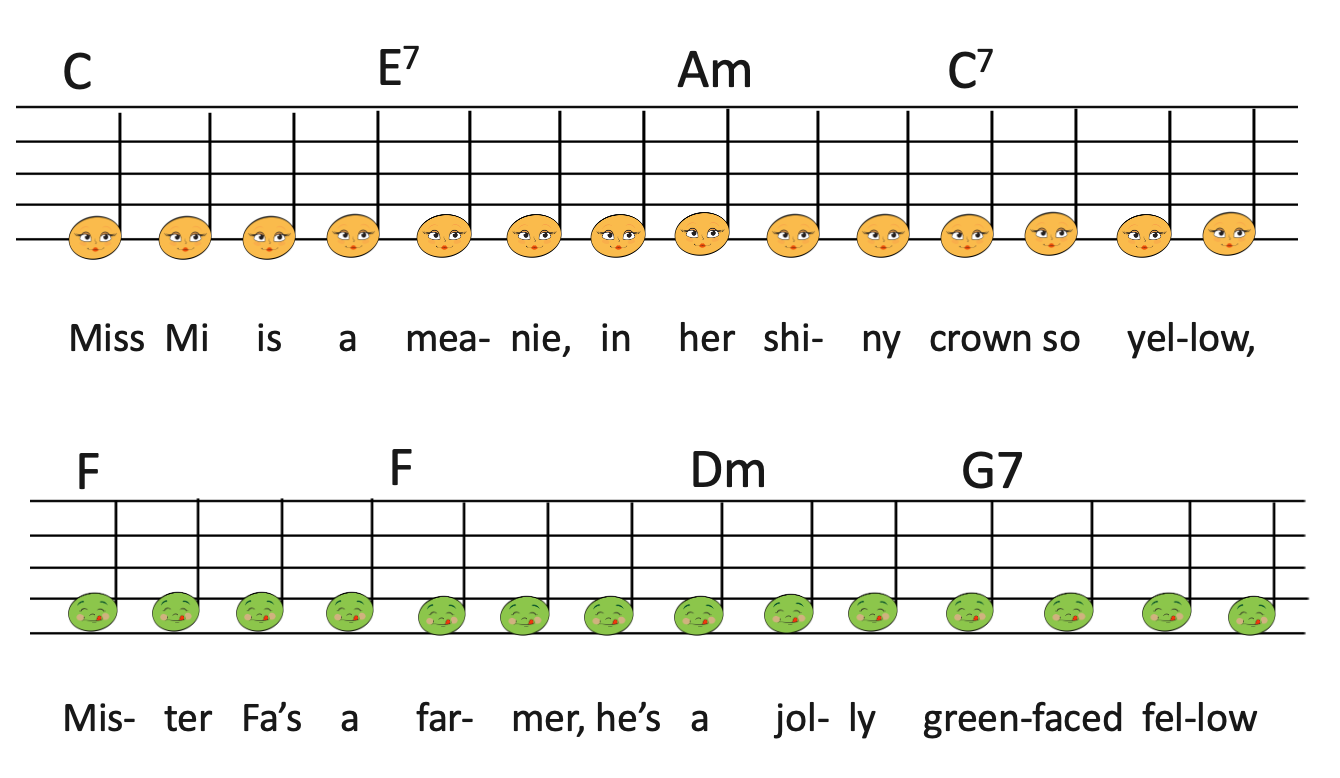 C E⁷ Am C⁷
Miss Mi is a mea- nie, in her shi- ny crown so yel-low,
F F Dm G7
Mis- ter Fa’s a far- mer, he’s a jol- ly green-faced fel-low